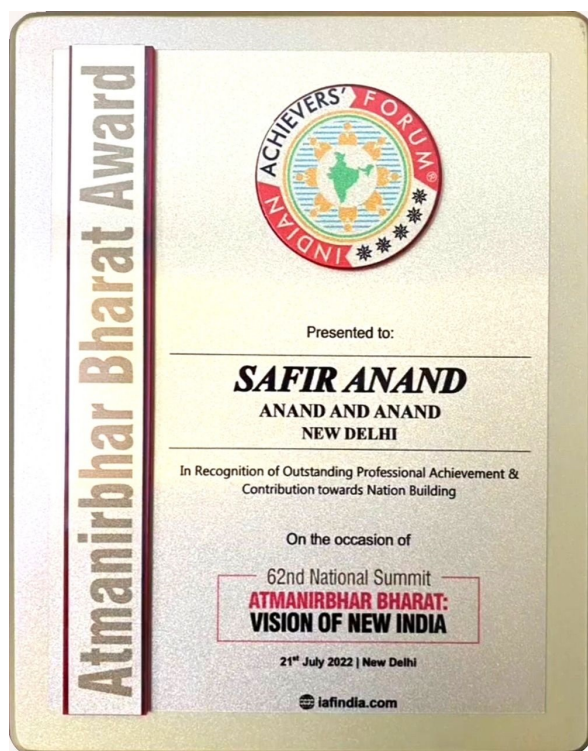 Atmanirbhar Bharat Award
INDIAN ACHIEVERS' FORUM®
Presented to:
SAFIR ANAND
ANAND AND ANAND
NEW DELHI
In Recognition of Outstanding Professional Achievement &
Contribution towards Nation Building
On the occasion of
62nd National Summit
ATMANIRBHAR BHARAT:
VISION OF NEW INDIA
21st July 2022 | New Delhi
iafindia.com